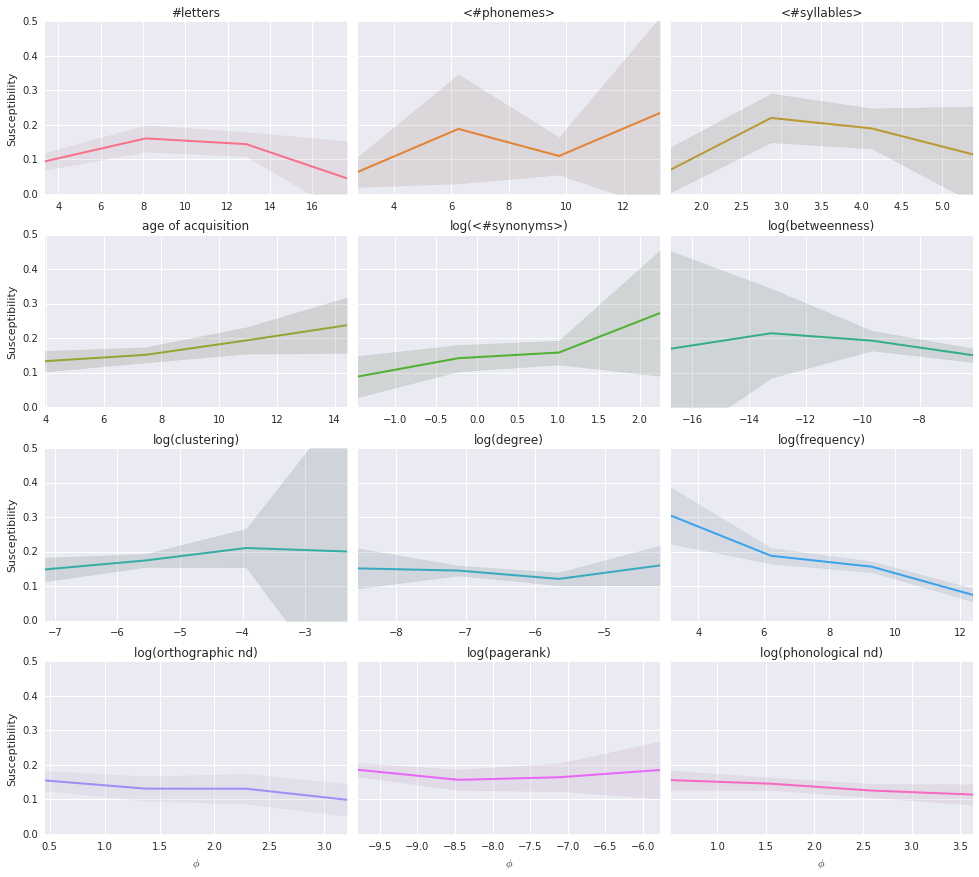 #letters <#phonemes> <#syllables>
0.5
0.4
0.3
0.2
0.1
0.0
Susceptibility
4 6 8 10 12 14 16
4 6 8 10 12
2.0 2.5 3.0 3.5 4.0 4.5 5.0
age of acquisition log(<#synonyms>) log(betweenness)
0.5
0.4
0.3
0.2
0.1
0.0
Susceptibility
4 6 8 10 12 14
−1.0 −0.5 0.0 0.5 1.0 1.5 2.0
−16 −14 −12 −10 −8
log(clustering) log(degree) log(frequency)
0.5
0.4
0.3
0.2
0.1
0.0
Susceptibility
−7 −6 −5 −4 −3
−8 −7 −6 −5
4 6 8 10 12
log(orthographic nd) log(pagerank) log(phonological nd)
0.5
0.4
0.3
0.2
0.1
0.0
Susceptibility
0.5 1.0 1.5 2.0 2.5 3.0
−9.5 −9.0 −8.5 −8.0 −7.5 −7.0 −6.5 −6.0
1.0 1.5 2.0 2.5 3.0 3.5
ϕ ϕ ϕ